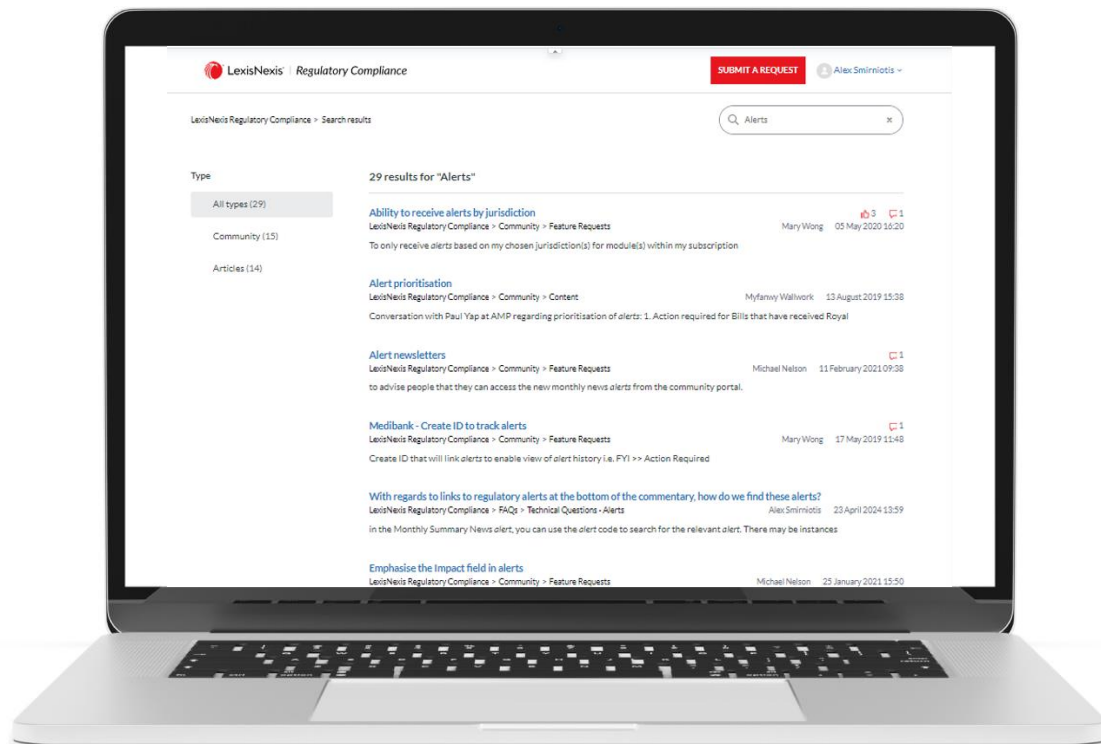 LexisNexis® | Regulatory Compliance
SUBMIT A REQUEST
Alex Smirniotis
LexisNexis Regulatory Compliance > Search results
Alerts
Type
All types (29)
Community (15)
Articles (14)
29 results for "Alerts"
Ability to receive alerts by jurisdiction
3 1
LexisNexis Regulatory Compliance > Community > Feature Requests
Mary Wong 05 May 2020 16:20
To only receive alerts based on my chosen jurisdiction(s) for module(s) within my subscription
Alert prioritisation
LexisNexis Regulatory Compliance > Community > Content
Myfanwy Wallwork 13 August 2019 15:38
Conversation with Paul Yap at AMP regarding prioritisation of alerts: 1. Action required for Bills that have received Royal
Alert newsletters
1
LexisNexis Regulatory Compliance > Community > Feature Requests
Michael Nelson 11 February 2021 09:38
to advise people that they can access the new monthly news alerts from the community portal.
Medibank - Create ID to track alerts
1
LexisNexis Regulatory Compliance > Community > Feature Requests
Mary Wong 17 May 2019 11:48
Create ID that will link alerts to enable view of alert history i.e. FYI >> Action Required
With regards to links to regulatory alerts at the bottom of the commentary, how do we find these alerts?
LexisNexis Regulatory Compliance > FAQs > Technical Questions - Alerts
Alex Smirniotis 23 April 2024 13:59
in the Monthly Summary News alert, you can use the alert code to search for the relevant alert. There may be instances
Emphasise the Impact field in alerts
LexisNexis Regulatory Compliance > Community > Feature Requests
Michael Nelson 25 January 2021 15:50
ctrl
option
option
return